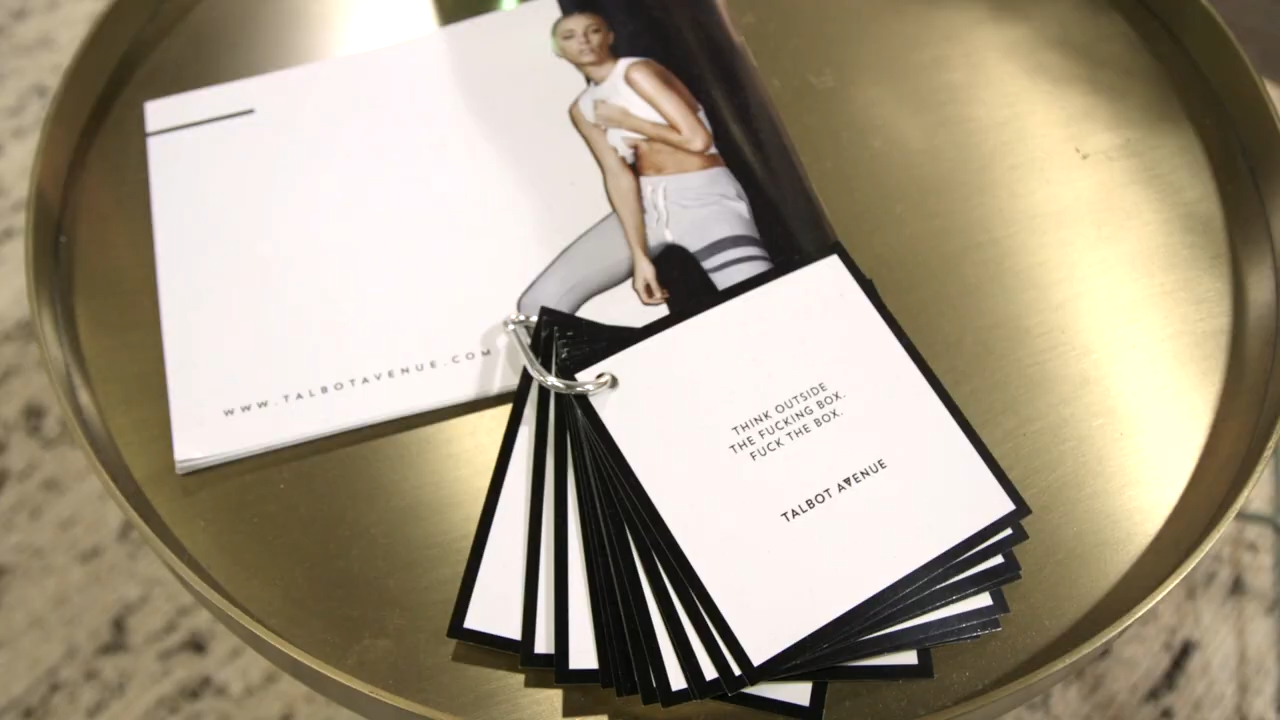 WWW.TALBOTAVENUE.COM
THINK OUTSIDE
THE FUCKING BOX.
FUCK THE BOX.
TALBOT AVENUE